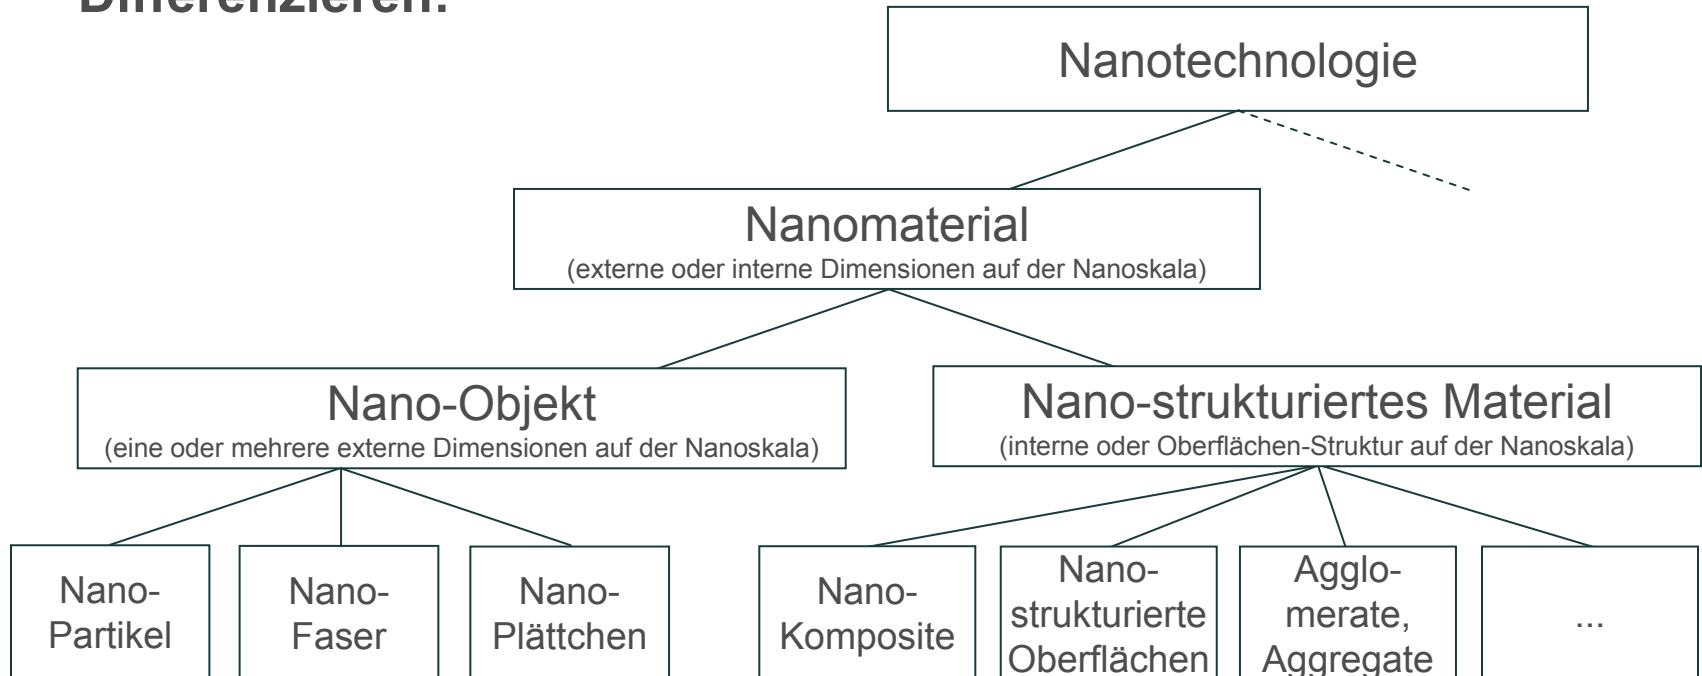 Differenzieren:
Nanotechnologie
Nanomaterial
(externe oder interne Dimensionen auf der Nanoskala)
Nano-Objekt
(eine oder mehrere externe Dimensionen auf der Nanoskala)
Nano-strukturiertes Material
(interne oder Oberflächen-Struktur auf der Nanoskala)
Nano-
Partikel
Nano-
Faser
Nano-
Plättchen
Nano-
Komposite
Nano-
strukturierte
Oberflächen
Agglo-
merate,
Aggregate
...